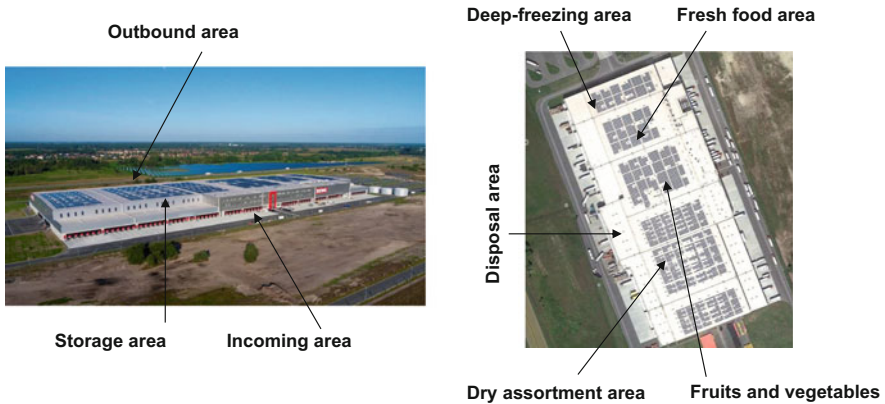 Outbound area
Storage area
Incoming area
Deep-freezing area
Fresh food area
Disposal area
Dry assortment area
Fruits and vegetables